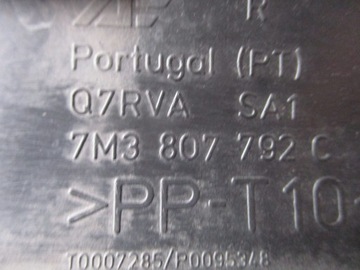 R
Portugal (PT)
Q7RVA SA1
7M3 807 792 C
>PP-T10
T0007285/P0095348